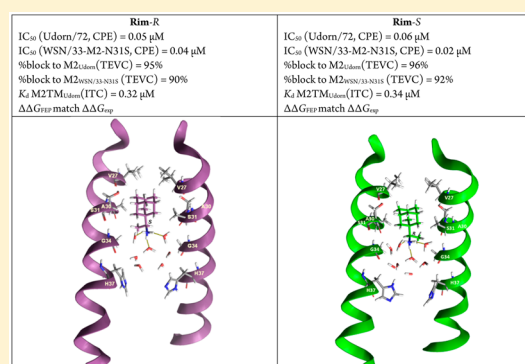 Rim-R
IC₅₀ (Udorn/72, CPE) = 0.05 μM
IC₅₀ (WSN/33-M2-N31S, CPE) = 0.04 μM
%block to M2Udorn(TEVC) = 95%
%block to M2WSN/33-N31S (TEVC) = 90%
Kd M2TMUdorn(ITC) = 0.32 μM
ΔΔGFEP match ΔΔGexp
Rim-S
IC₅₀ (Udorn/72, CPE) = 0.06 μM
IC₅₀ (WSN/33-M2-N31S, CPE) = 0.02 μM
%block to M2Udorn(TEVC) = 96%
%block to M2WSN/33-N31S (TEVC) = 92%
Kd M2TMUdorn(ITC) = 0.34 μM
ΔΔGFEP match ΔΔGexp
V27
V27
A30
S31
S31
G34
G34
H37
H37
V27
V27
S31
G34
G34
H37
H37